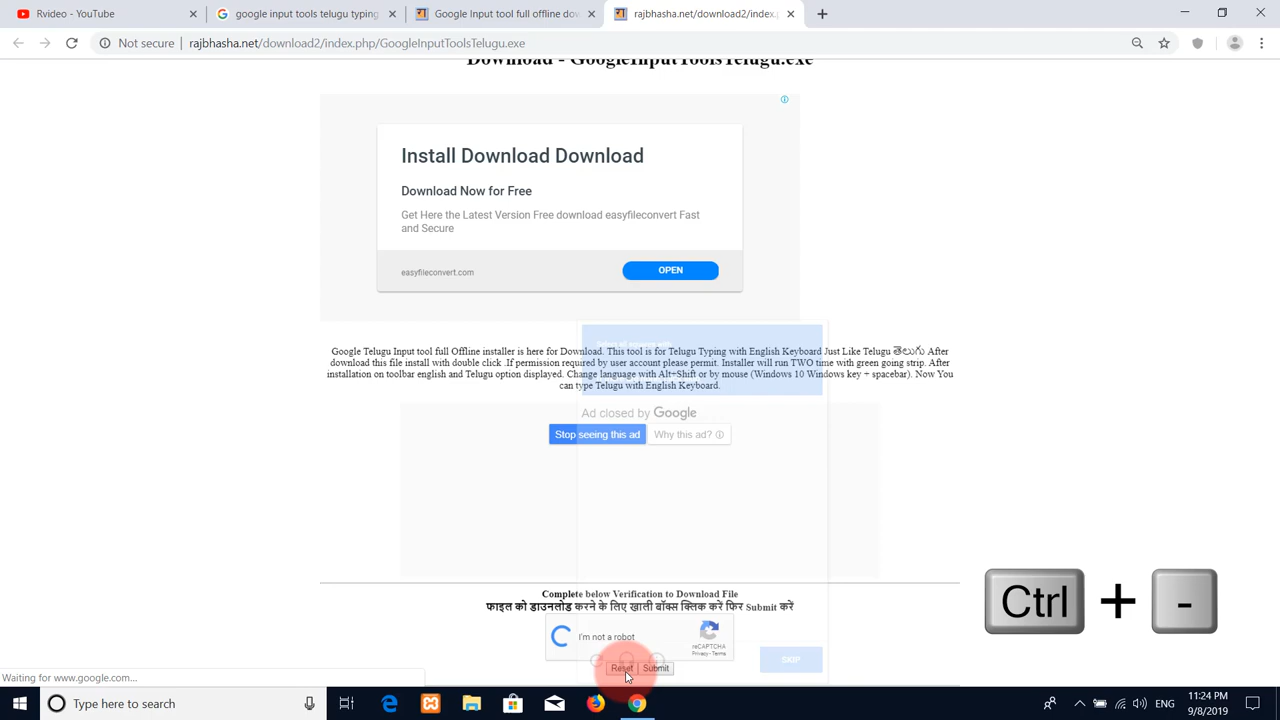 Rvideo - YouTube
google input tools telugu typing
Google Input tool full offline dow
rajbhasha.net/download2/index.p
Not secure rajbhasha.net/download2/index.php/GoogleInputToolsTelugu.exe
Download - GoogleInputToolsTelugu.exe
Install Download Download
Download Now for Free
Get Here the Latest Version Free download easyfileconvert Fast
and Secure
easyfileconvert.com
OPEN
Google Telugu Input tool full Offline installer is here for Download. This tool is for Telugu Typing with English Keyboard Just Like Telugu తెలుగు After
download this file install with double click .If permission required by user account please permit. Installer will run TWO time with green going strip. After
installation on toolbar english and Telugu option displayed. Change language with Alt+Shift or by mouse (Windows 10 Windows key + spacebar). Now You
can type Telugu with English Keyboard.
Ad closed by Google
Stop seeing this ad
Why this ad?
Complete below Verification to Download File
फाइल को डाउनलोड करने के लिए खाली बॉक्स क्लिक करें फिर Submit करें
I'm not a robot
reCAPTCHA
Privacy - Terms
Reset
Submit
SKIP
Ctrl + -
Waiting for www.google.com...
Type here to search
ENG
11:24 PM
9/8/2019